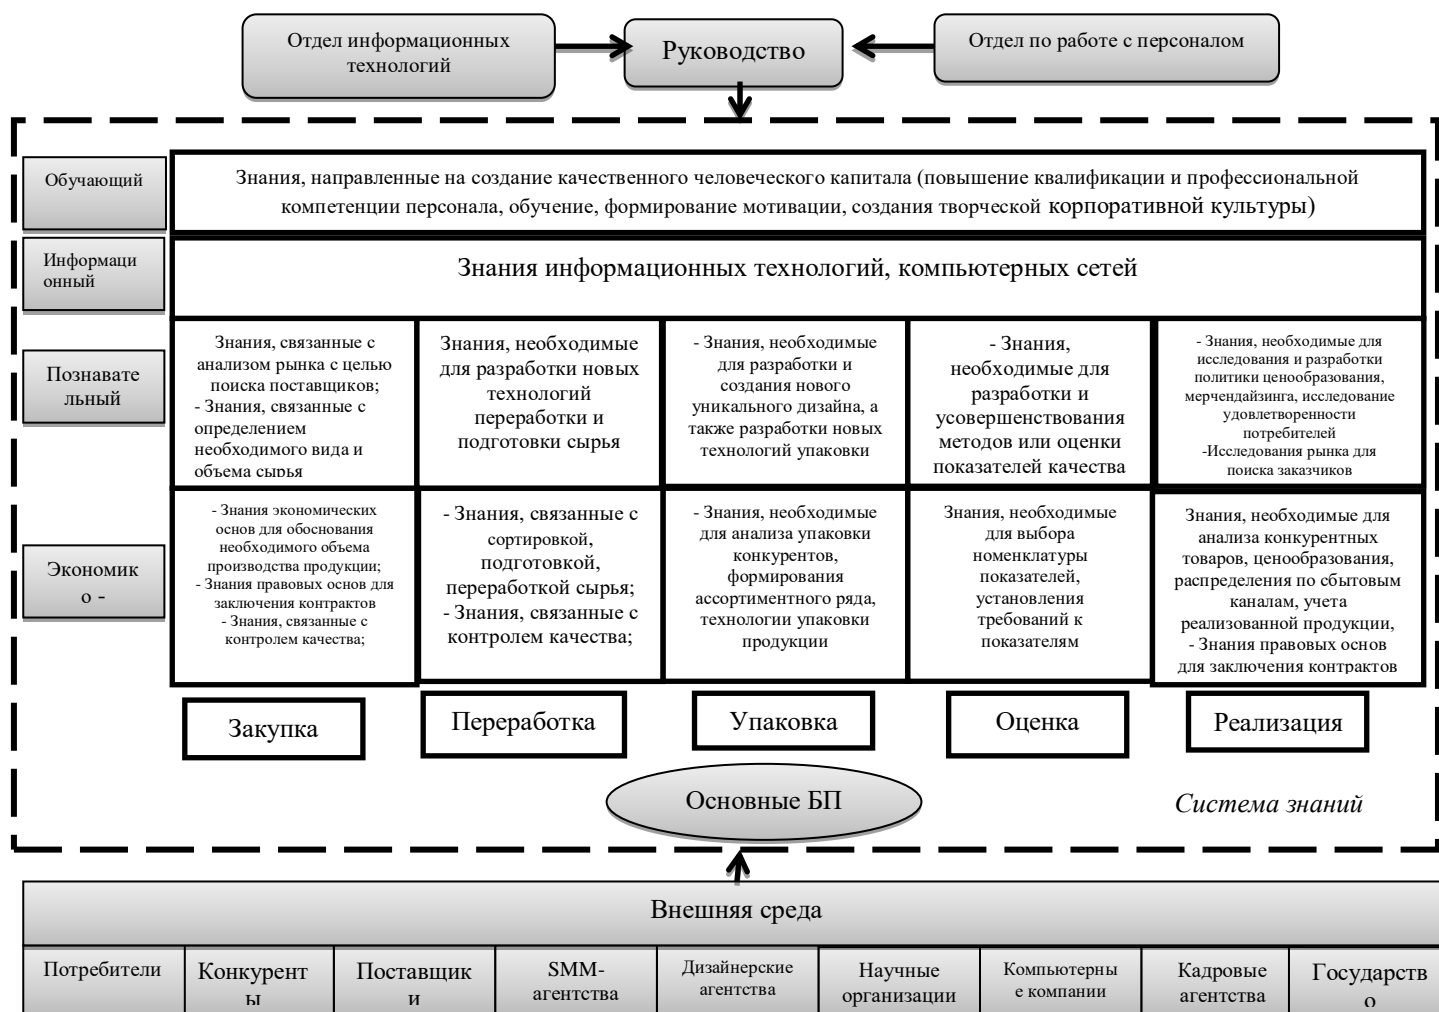 Отдел информационных
технологий
Руководство
Отдел по работе с персоналом
Обучающий
Знания, направленные на создание качественного человеческого капитала (повышение квалификации и профессиональной
компетенции персонала, обучение, формирование мотивации, создания творческой корпоративной культуры)
Информаци
онный
Знания информационных технологий, компьютерных сетей
Познавате
льный
Знания, связанные с
анализом рынка с целью
поиска поставщиков;
- Знания, связанные с
определением
необходимого вида и
объема сырья
Знания, необходимые
для разработки новых
технологий
переработки и
подготовки сырья
- Знания, необходимые
для разработки и
создания нового
уникального дизайна, а
также разработки новых
технологий упаковки
- Знания,
необходимые для
разработки и
усовершенствования
методов или оценки
показателей качества
- Знания, необходимые для
исследования и разработки
политики ценообразования,
мерчендайзинга, исследование
удовлетворенности
потребителей
-Исследования рынка для
поиска заказчиков
Экономик
о -
- Знания экономических
основ для обоснования
необходимого объема
производства продукции;
- Знания правовых основ для
заключения контрактов
- Знания, связанные с
контролем качества;
- Знания, связанные с
сортировкой,
подготовкой,
переработкой сырья;
- Знания, связанные с
контролем качества;
- Знания, необходимые
для анализа упаковки
конкурентов,
формирования
ассортиментного ряда,
технологии упаковки
продукции
Знания, необходимые
для выбора
номенклатуры
показателей,
установления
требований к
показателям
Знания, необходимые для
анализа конкурентных
товаров, ценообразования,
распределения по сбытовым
каналам, учета
реализованной продукции,
- Знания правовых основ
для заключения контрактов
Закупка
Переработка
Упаковка
Оценка
Реализация
Основные БП
Система знаний
Внешняя среда
Потребители
Конкурент
ы
Поставщик
и
SMM-
агентства
Дизайнерские
агентства
Научные
организации
Компьютерны
е компании
Кадровые
агентства
Государств
о